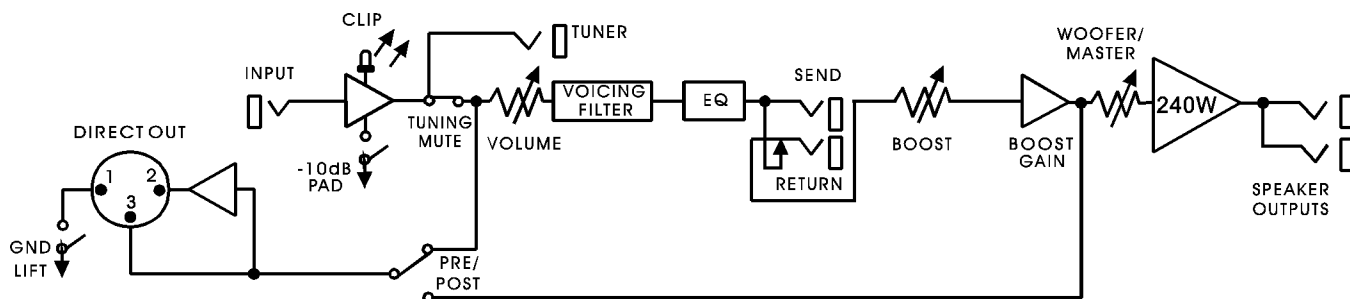 CLIP
TUNER
INPUT
TUNING
MUTE
-10dB
PAD
VOLUME
VOICING
FILTER
EQ
SEND
RETURN
BOOST
BOOST
GAIN
WOOFER/
MASTER
240W
SPEAKER
OUTPUTS
DIRECT OUT
1
2
3
GND
LIFT
PRE/
POST